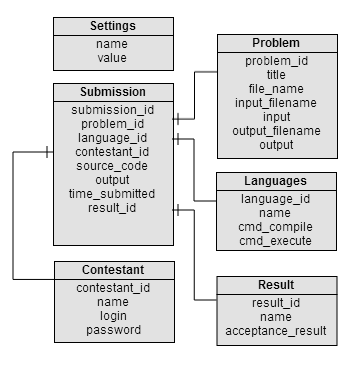 Settings
name
value
Submission
submission_id
problem_id
language_id
contestant_id
source_code
output
time_submitted
result_id
Contestant
contestant_id
name
login
password
Problem
problem_id
title
file_name
input_filename
input
output_filename
output
Languages
language_id
name
cmd_compile
cmd_execute
Result
result_id
name
acceptance_result